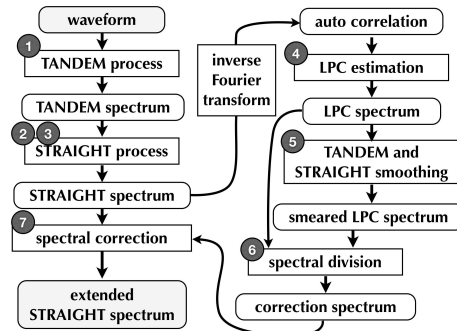 waveform
1
TANDEM process
TANDEM spectrum
2 3
STRAIGHT process
STRAIGHT spectrum
7
spectral correction
extended
STRAIGHT spectrum
inverse
Fourier
transform
auto correlation
4
LPC estimation
LPC spectrum
5
TANDEM and
STRAIGHT smoothing
smeared LPC spectrum
6
spectral division
correction spectrum